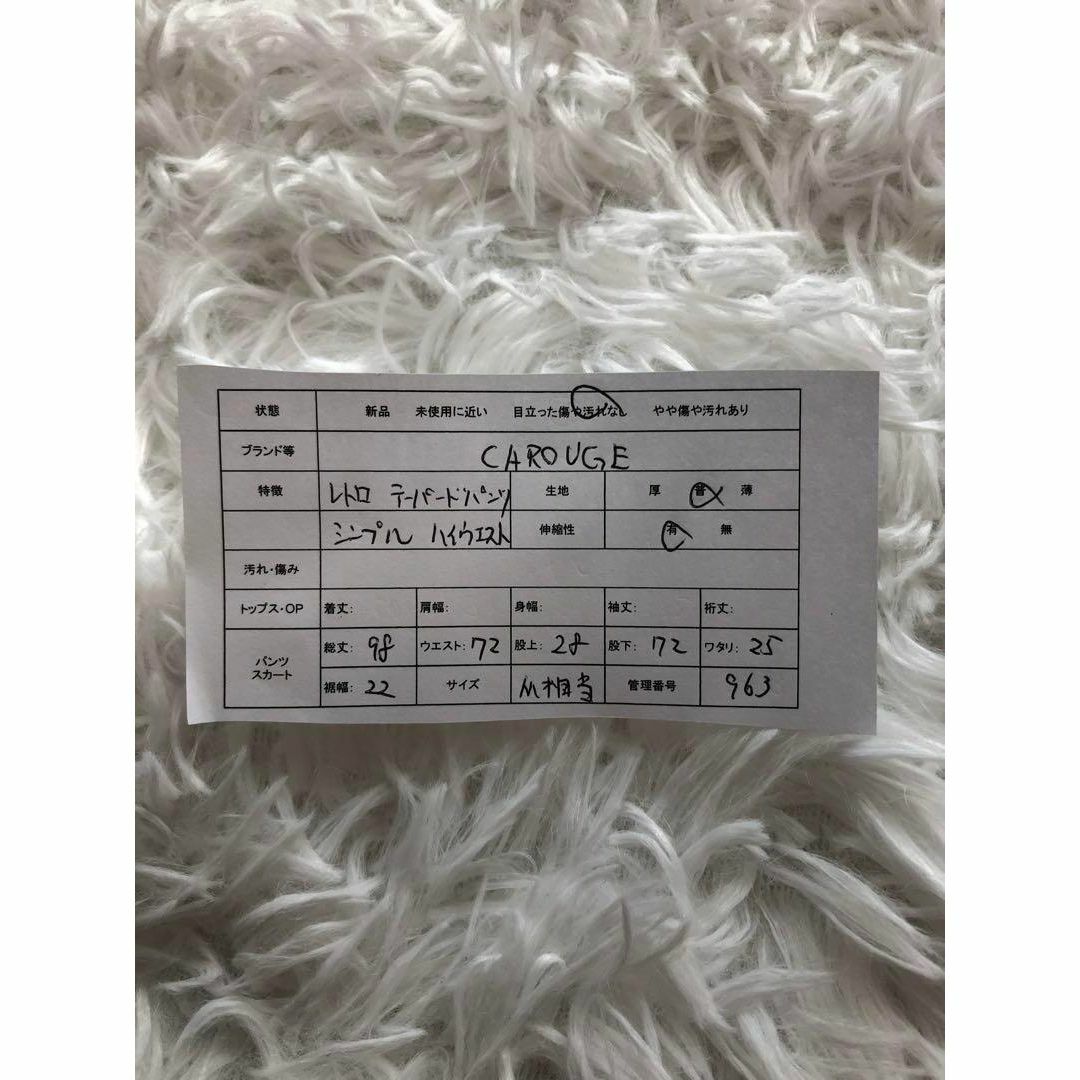 状態 新品 未使用に近い 目立った傷や汚れなし やや傷や汚れあり
ブランド等 CAROUGE
特徴 レトロ テーパードパンツ 生地 厚 普 薄
シンプル ハイウエスト 伸縮性 有 無
汚れ・傷み
トップス・OP 着丈: 肩幅: 身幅: 袖丈: 裄丈:
パンツ スカート 総丈: 98 ウエスト: 72 股上: 28 股下: 72 ワタリ: 25
裾幅: 22 サイズ M相当 管理番号 963